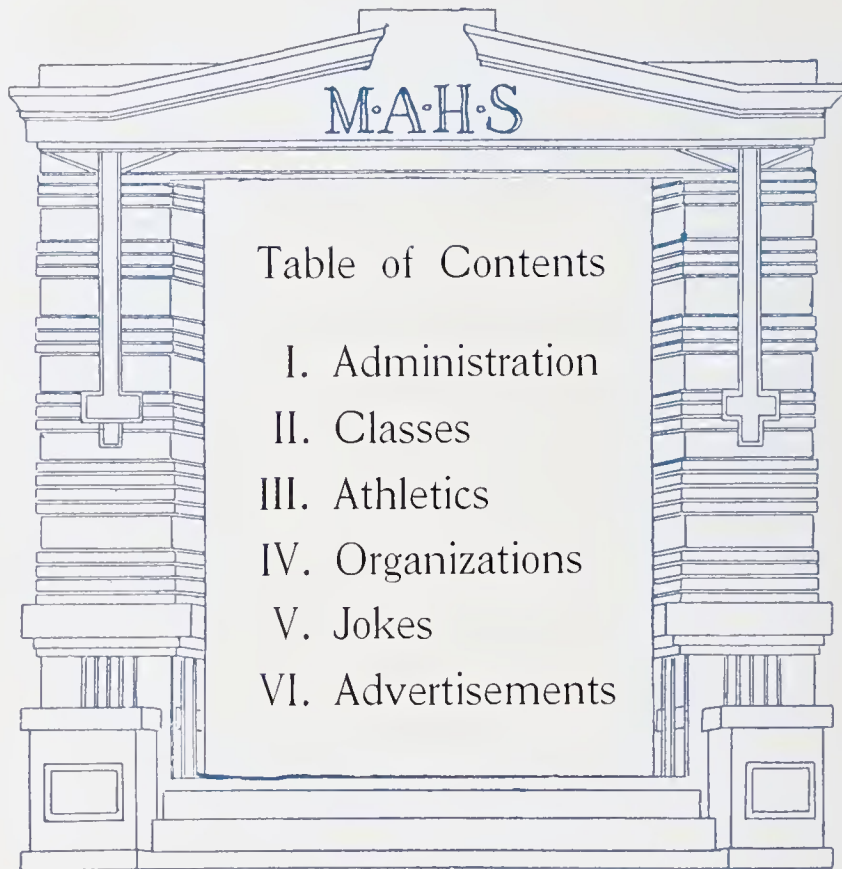 M·A·H·S
Table of Contents
I. Administration
II. Classes
III. Athletics
IV. Organizations
V. Jokes
VI. Advertisements